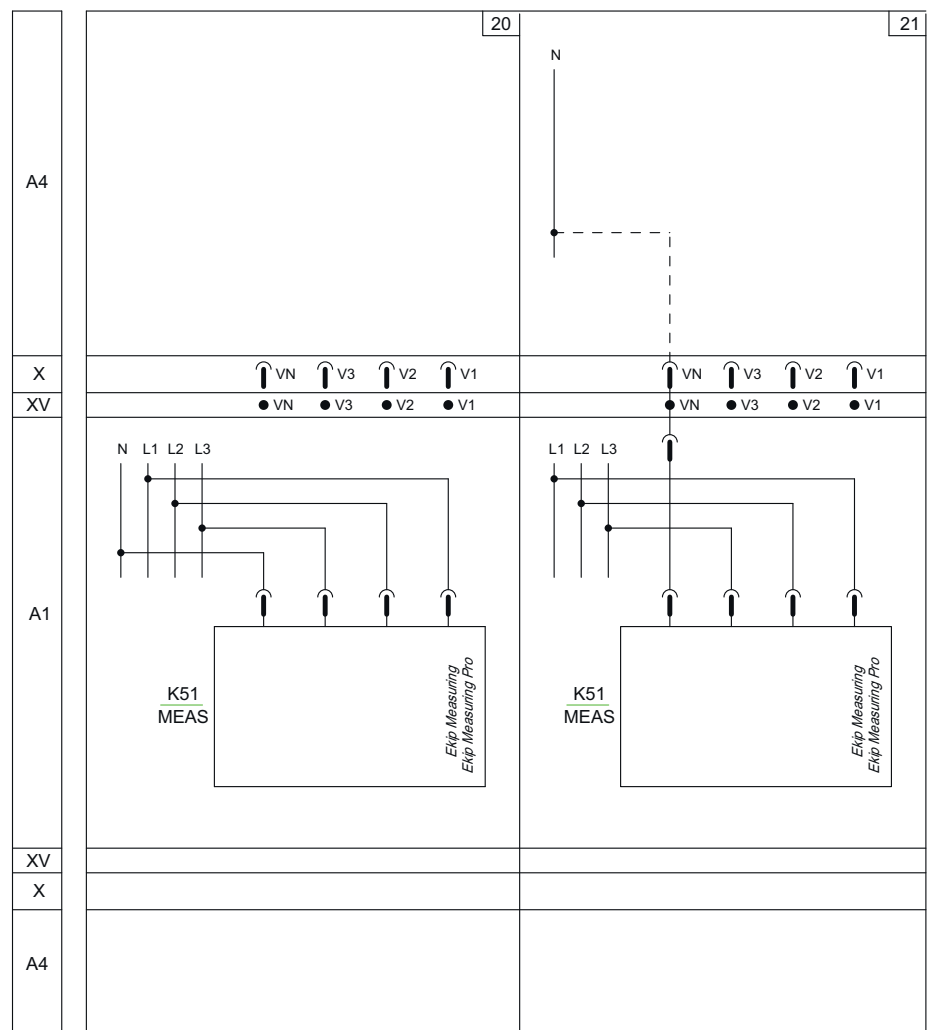 20
21
N
A4
X
VN V3 V2 V1
VN V3 V2 V1
XV
VN V3 V2 V1
VN V3 V2 V1
N L1 L2 L3
L1 L2 L3
A1
K51
MEAS
Ekip Measuring
Ekip Measuring Pro
K51
MEAS
Ekip Measuring
Ekip Measuring Pro
XV
X
A4